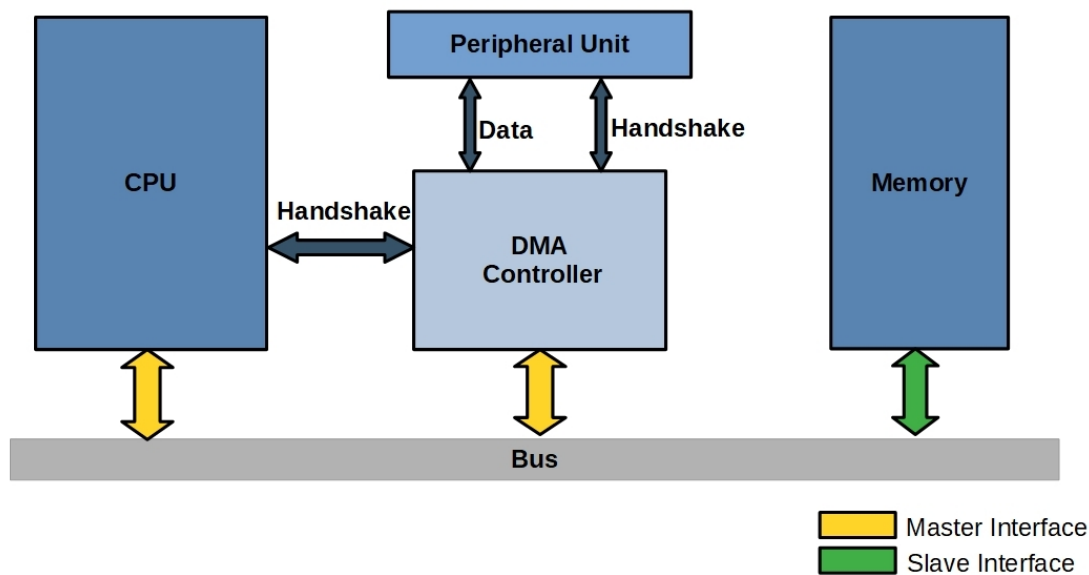 Peripheral Unit
Data
Handshake
CPU
Memory
Handshake
DMA
Controller
Bus
Master Interface
Slave Interface